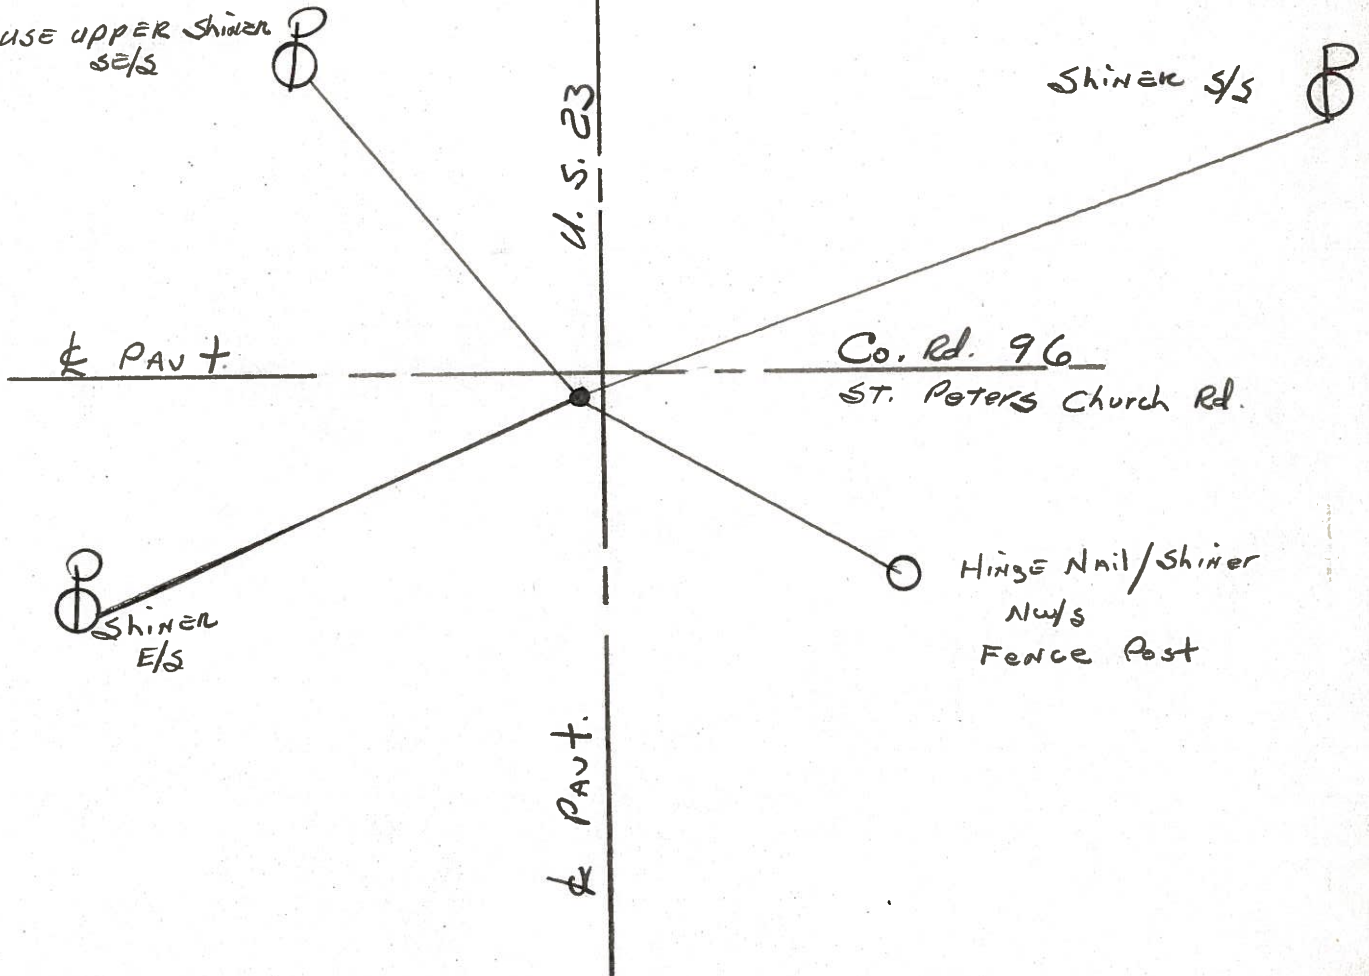 USE UPPER Shiner P
SE/S
Shiner S/S P
U.S. 23
℄ PAVt.
Co. Rd. 96
ST. Peters Church Rd.
P
Shiner
E/S
Hinge Nail/Shiner
NW/S
Fence Post
℄ PAVt.